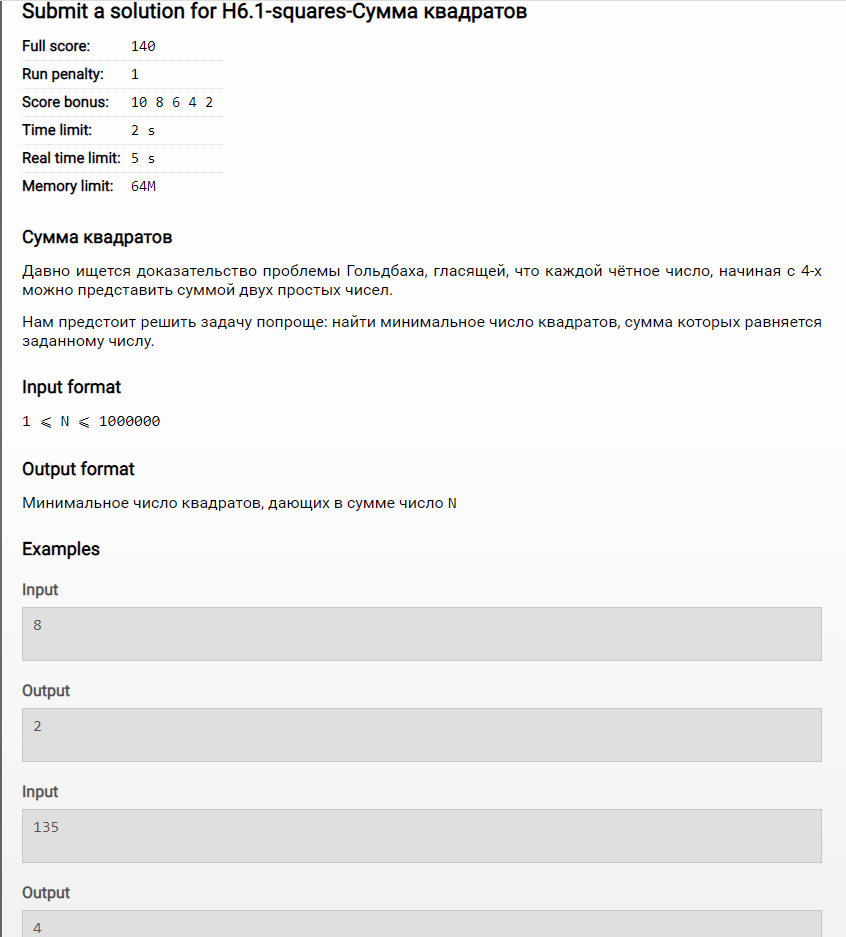 Submit a solution for H6.1-squares-Сумма квадратов
Full score: 140
Run penalty: 1
Score bonus: 10 8 6 4 2
Time limit: 2 s
Real time limit: 5 s
Memory limit: 64M
Сумма квадратов
Давно ищется доказательство проблемы Гольдбаха, гласящей, что каждой чётное число, начиная с 4-х
можно представить суммой двух простых чисел.
Нам предстоит решить задачу попроще: найти минимальное число квадратов, сумма которых равняется
заданному числу.
Input format
1 ⩽ N ⩽ 1000000
Output format
Минимальное число квадратов, дающих в сумме число N
Examples
Input
8
Output
2
Input
135
Output
4